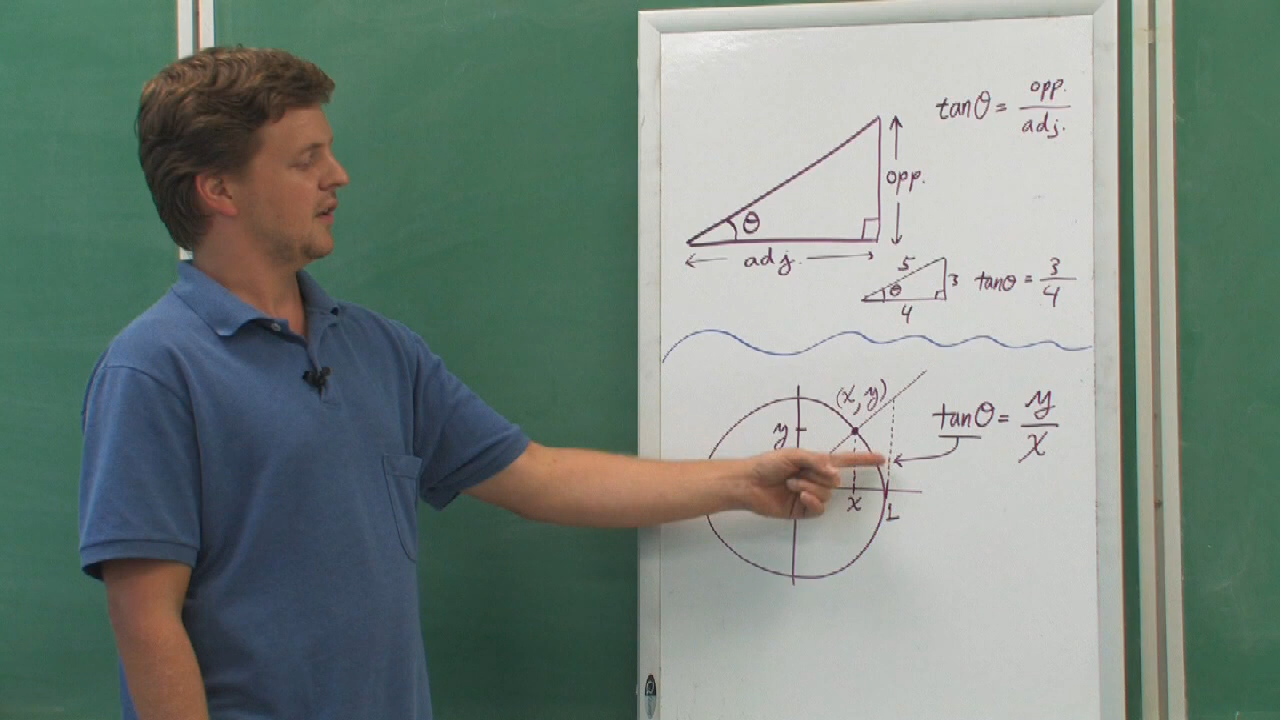 tanθ = opp. / adj.
opp.
θ
adj.
5
θ
3
4
tanθ = 3 / 4
(x, y)
y
tanθ = y / x
x
1